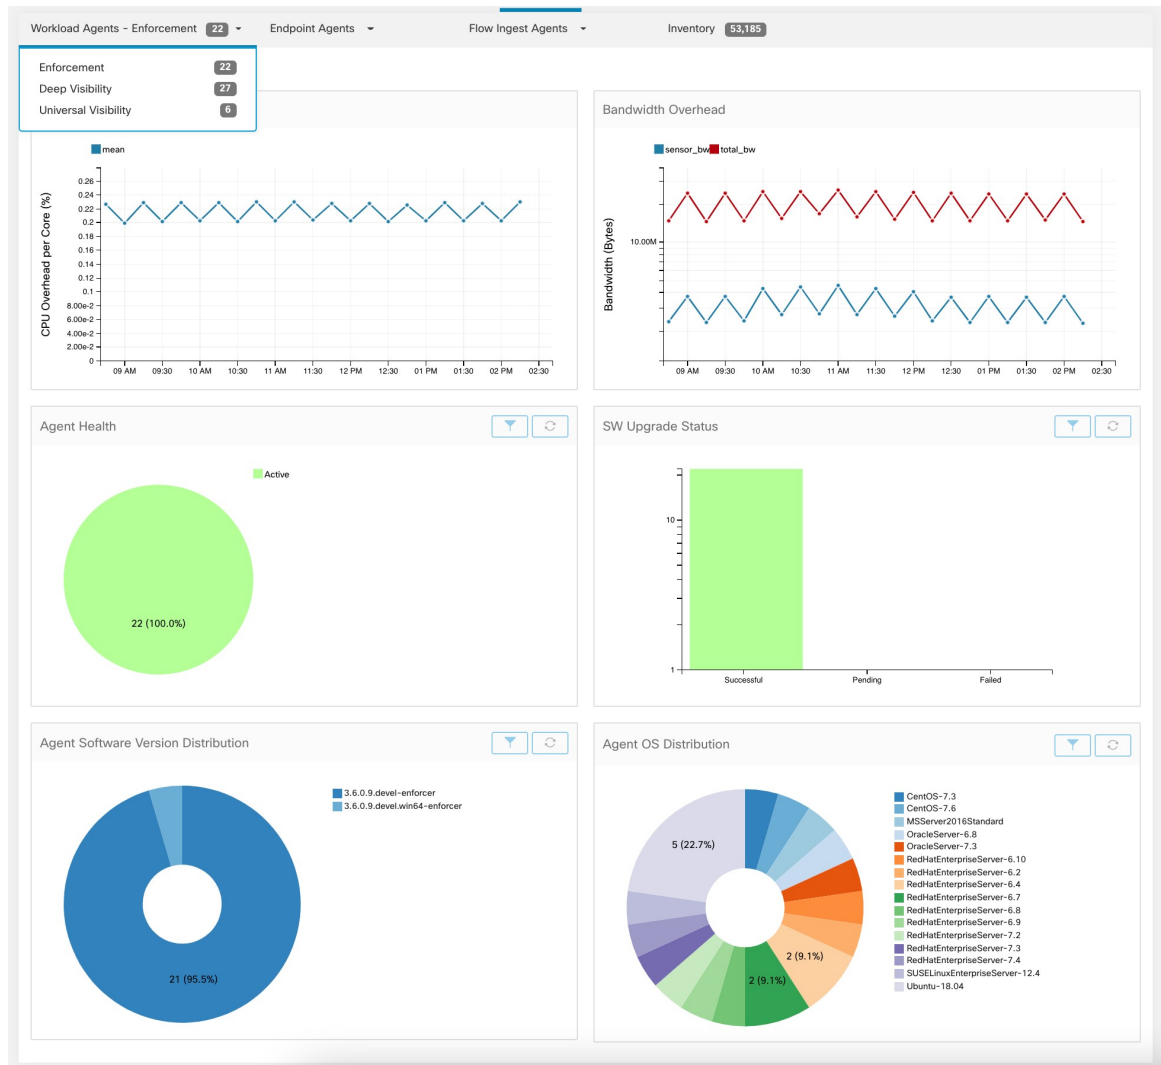 Workload Agents - Enforcement 22 Endpoint Agents Flow Ingest Agents Inventory 53,185
Enforcement 22
Deep Visibility 27
Universal Visibility 6
mean
CPU Overhead per Core (%)
0.26
0.24
0.22
0.2
0.18
0.16
0.14
0.12
0.1
8.00e-2
6.00e-2
4.00e-2
2.00e-2
0
09 AM 09:30 10 AM 10:30 11 AM 11:30 12 PM 12:30 01 PM 01:30 02 PM 02:30
Bandwidth Overhead
sensor_bw total_bw
Bandwidth (Bytes)
10.00M
09 AM 09:30 10 AM 10:30 11 AM 11:30 12 PM 12:30 01 PM 01:30 02 PM 02:30
Agent Health
Active
22 (100.0%)
SW Upgrade Status
10
1
Successful Pending Failed
Agent Software Version Distribution
3.6.0.9.devel-enforcer
3.6.0.9.devel.win64-enforcer
21 (95.5%)
Agent OS Distribution
5 (22.7%)
2 (9.1%)
2 (9.1%)
CentOS-7.3
CentOS-7.6
MSServer2016Standard
OracleServer-6.8
OracleServer-7.3
RedHatEnterpriseServer-6.10
RedHatEnterpriseServer-6.2
RedHatEnterpriseServer-6.4
RedHatEnterpriseServer-6.7
RedHatEnterpriseServer-6.8
RedHatEnterpriseServer-6.9
RedHatEnterpriseServer-7.2
RedHatEnterpriseServer-7.3
RedHatEnterpriseServer-7.4
SUSELinuxEnterpriseServer-12.4
Ubuntu-18.04